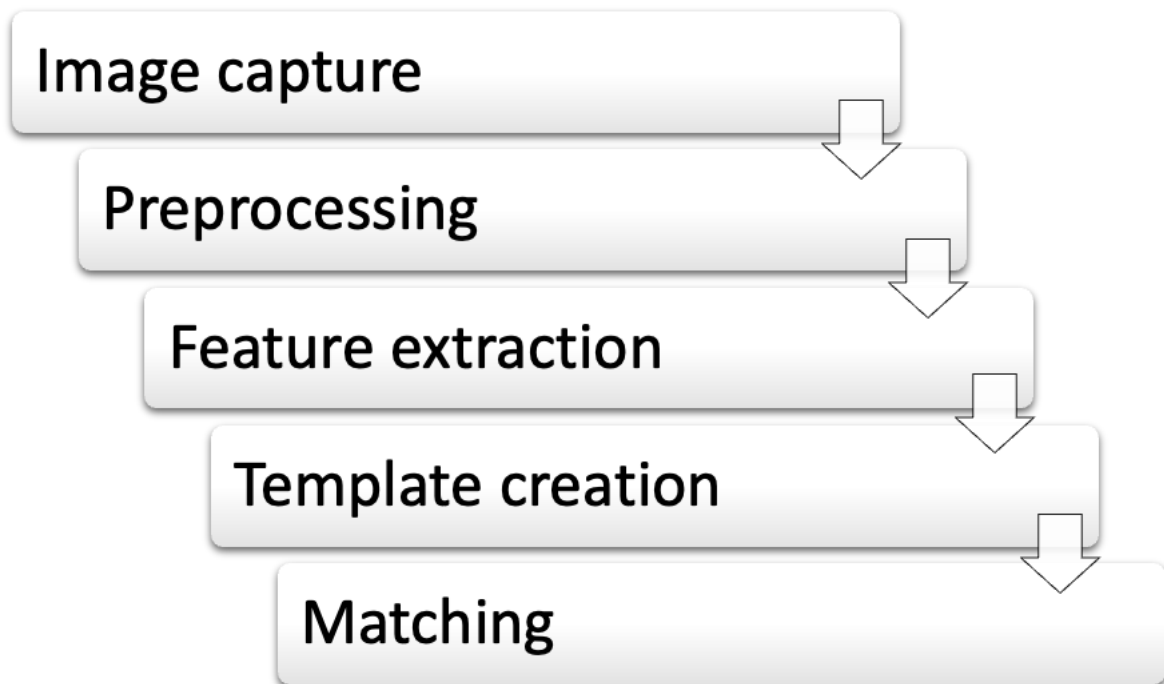 Image capture
Preprocessing
Feature extraction
Template creation
Matching